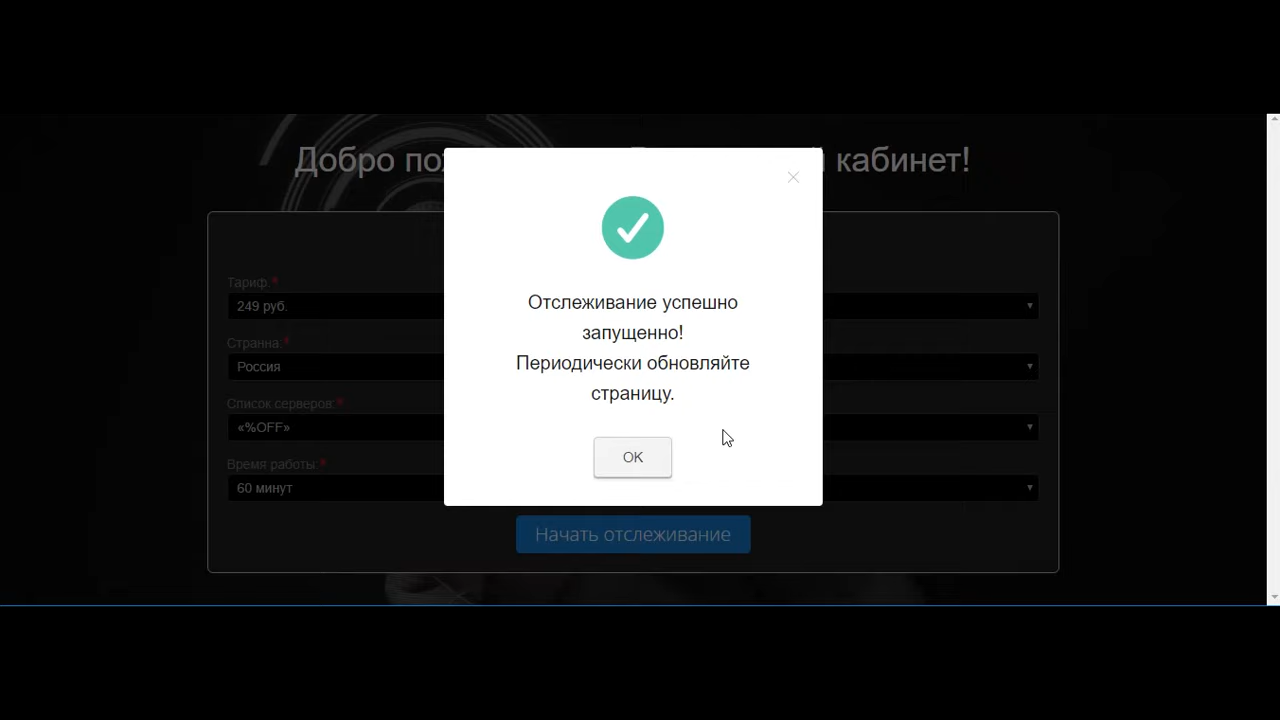 Добро по кабинет!
Отслеживание успешно
запущенно!
Периодически обновляйте
страницу.
OK
Тариф:*
249 руб.
Странна:*
Россия
Список серверов:*
«%OFF»
Время работы:*
60 минут
Начать отслеживание